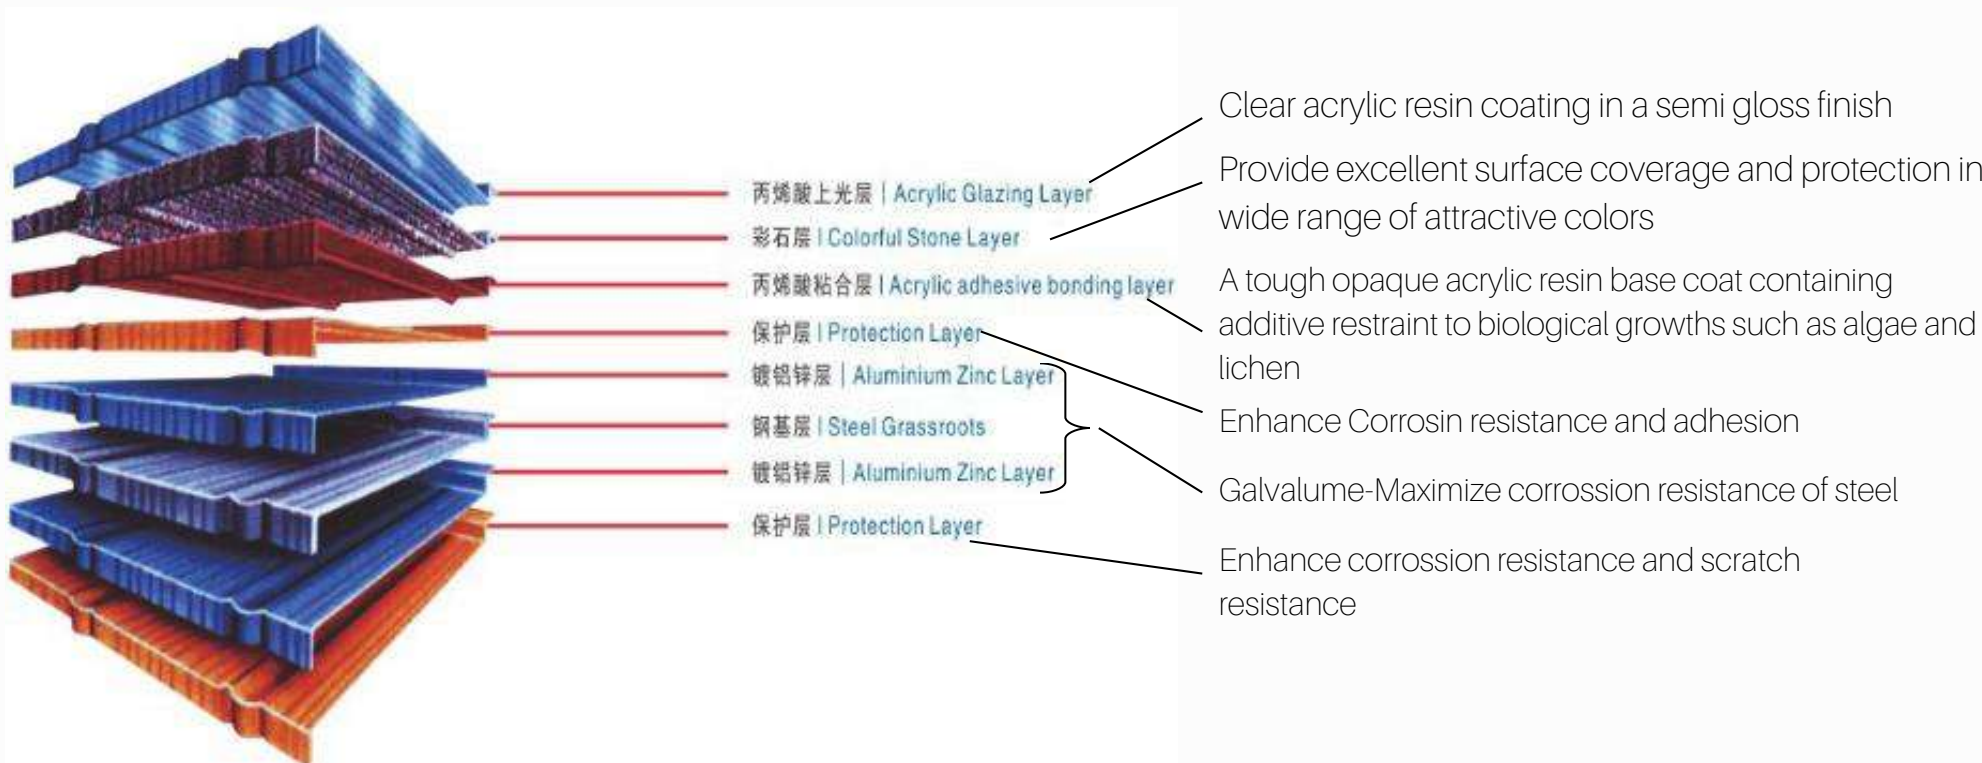 丙烯酸上光层 | Acrylic Glazing Layer
彩石层 | Colorful Stone Layer
丙烯酸粘合层 | Acrylic adhesive bonding layer
保护层 | Protection Layer
镀铝锌层 | Aluminium Zinc Layer
钢基层 | Steel Grassroots
镀铝锌层 | Aluminium Zinc Layer
保护层 | Protection Layer
Clear acrylic resin coating in a semi gloss finish
Provide excellent surface coverage and protection in
wide range of attractive colors
A tough opaque acrylic resin base coat containing
additive restraint to biological growths such as algae and
lichen
Enhance Corrosin resistance and adhesion
Galvalume-Maximize corrossion resistance of steel
Enhance corrossion resistance and scratch
resistance